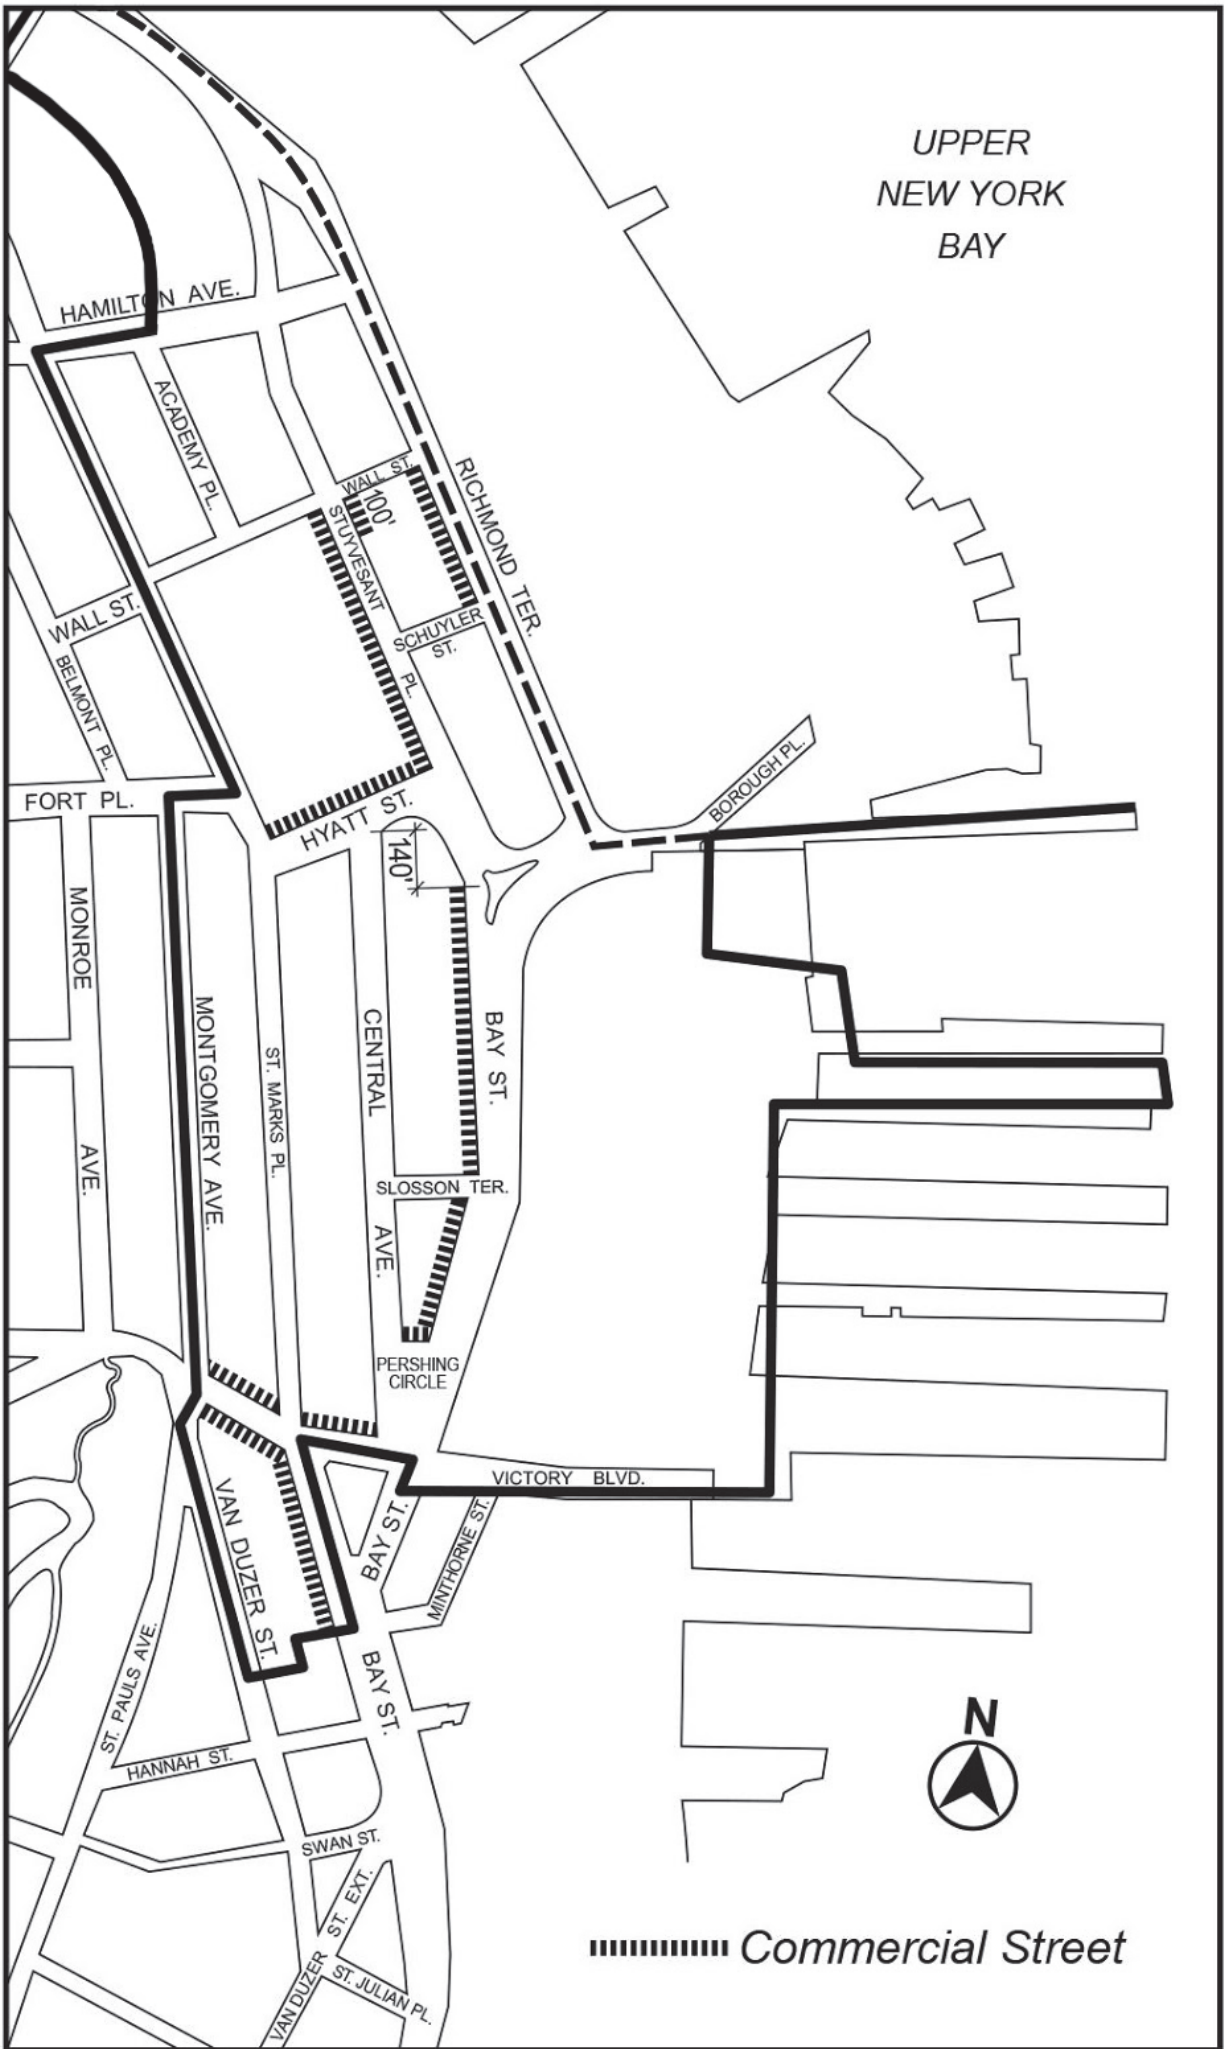 UPPER
NEW YORK
BAY
HAMILTON AVE.
ACADEMY PL.
WALL ST.
100'
STUYVESANT
PL.
RICHMOND TER.
SCHUYLER
ST.
WALL ST.
BELMONT PL.
FORT PL.
HYATT ST.
140'
BOROUGH PL.
MONROE
AVE.
MONTGOMERY AVE.
ST. MARKS PL.
CENTRAL
AVE.
BAY ST.
SLOSSON TER.
PERSHING
CIRCLE
VICTORY BLVD.
VAN DUZER ST.
BAY ST.
MINTHORNE ST.
ST. PAULS AVE.
BAY ST.
HANNAH ST.
SWAN ST.
VAN DUZER ST. EXT.
ST. JULIAN PL.
N
Commercial Street